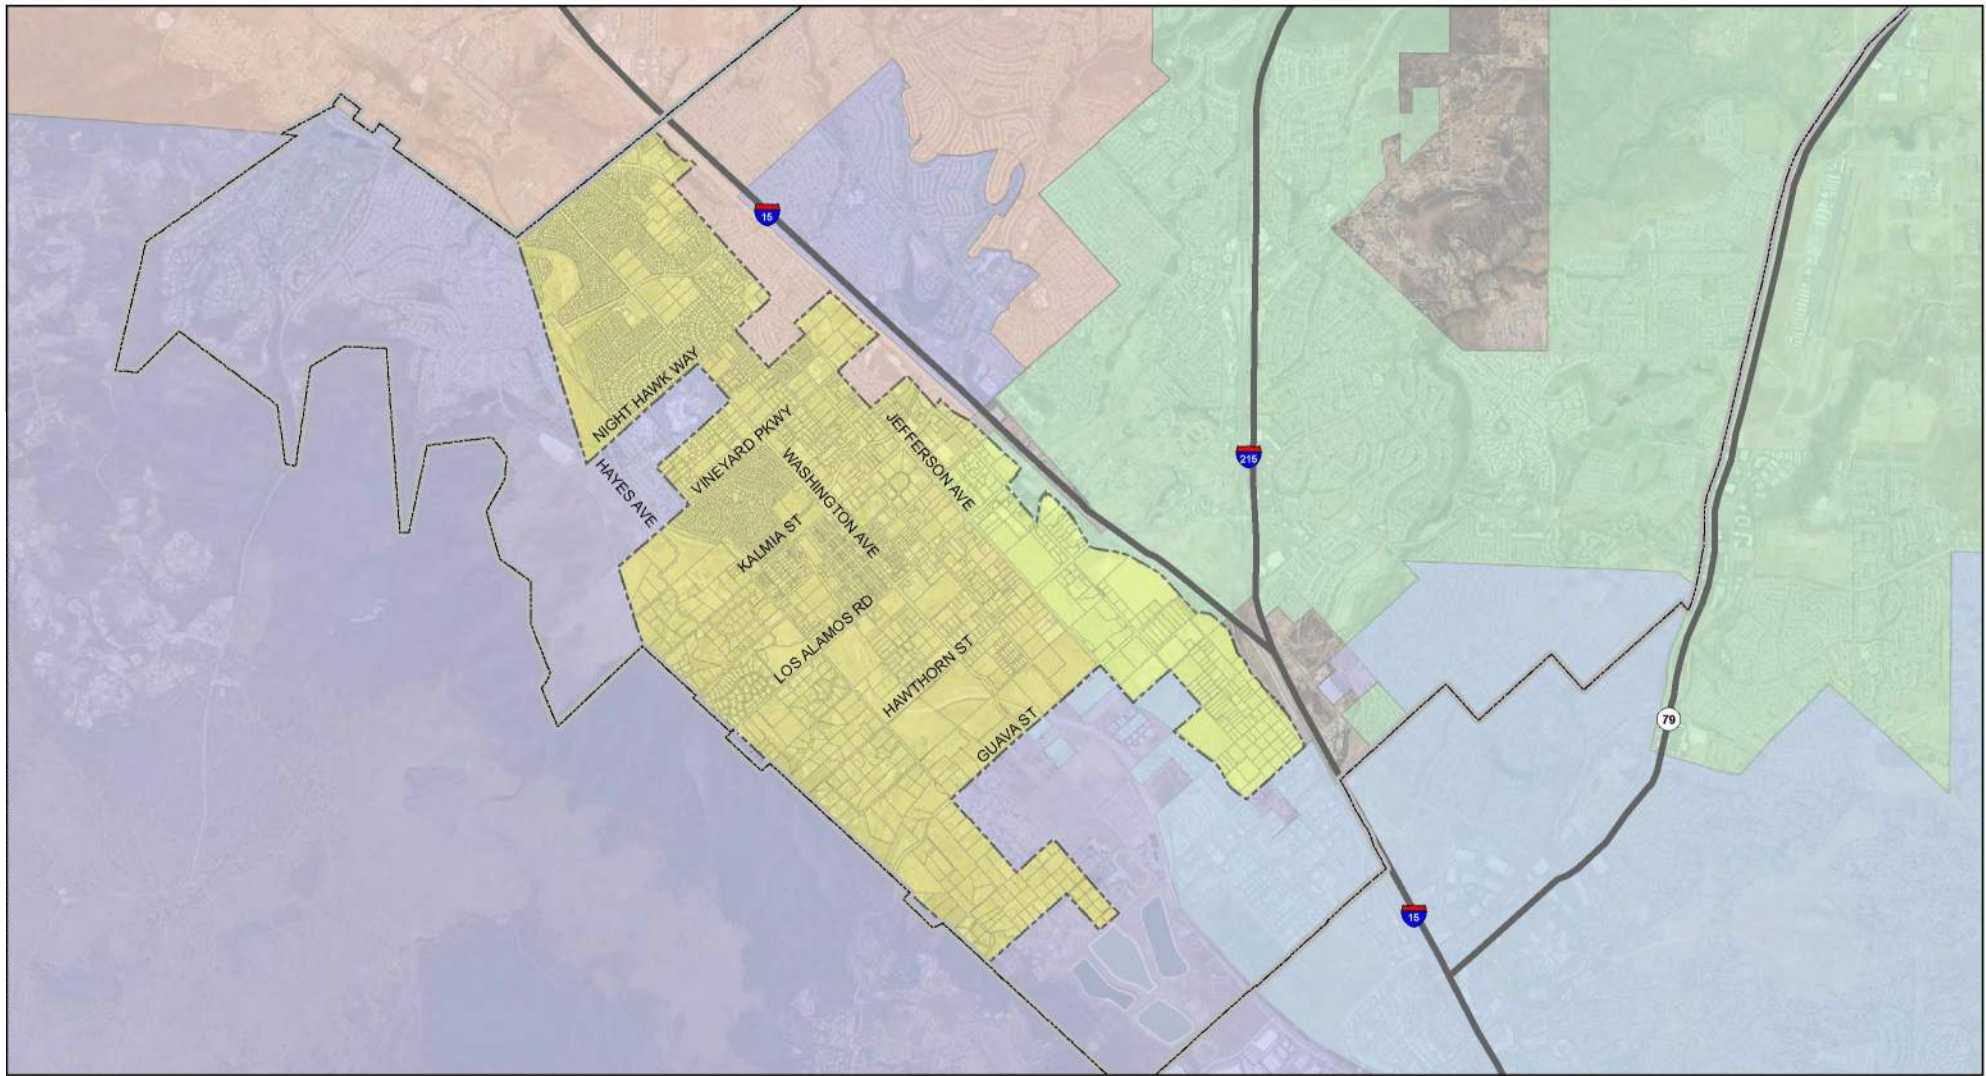 15
NIGHT HAWK WAY
VINEYARD PKWY
JEFFERSON AVE
HAYES AVE
WASHINGTON AVE
215
KALMIA ST
LOS ALAMOS RD
HAWTHORN ST
GUAVA ST
79
15